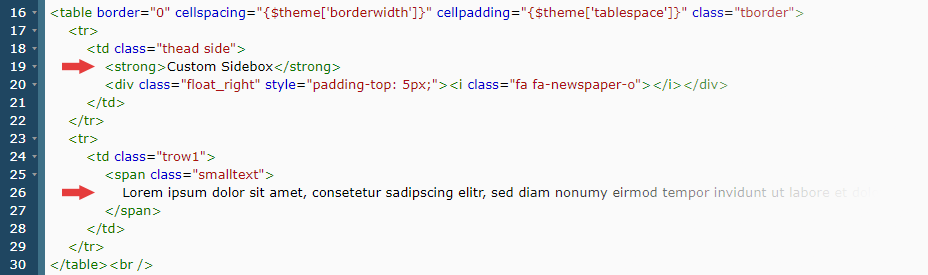 16 <table border="0" cellspacing="{$theme['borderwidth']}" cellpadding="{$theme['tablespace']}" class="tborder">
17 <tr>
18 <td class="thead side">
19 <strong>Custom Sidebox</strong>
20 <div class="float_right" style="padding-top: 5px;"><i class="fa fa-newspaper-o"></i></div>
21 </td>
22 </tr>
23 <tr>
24 <td class="trow1">
25 <span class="smalltext">
26 Lorem ipsum dolor sit amet, consetetur sadipscing elitr, sed diam nonumy eirmod tempor invidunt ut labore et
27 </span>
28 </td>
29 </tr>
30 </table><br />